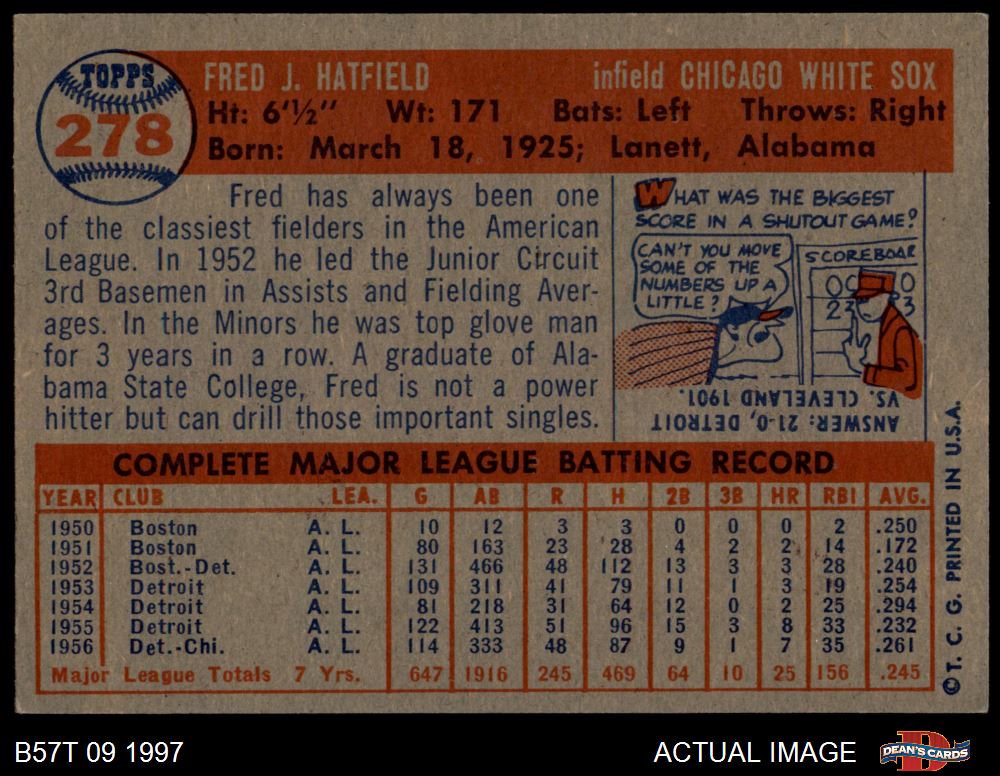 TOPPS
278
FRED J. HATFIELD infield CHICAGO WHITE SOX
Ht: 6'½" Wt: 171 Bats: Left Throws: Right
Born: March 18, 1925; Lanett, Alabama
Fred has always been one
of the classiest fielders in the American
League. In 1952 he led the Junior Circuit
3rd Basemen in Assists and Fielding Aver-
ages. In the Minors he was top glove man
for 3 years in a row. A graduate of Ala-
bama State College, Fred is not a power
hitter but can drill those important singles.
WHAT WAS THE BIGGEST
SCORE IN A SHUTOUT GAME?
CAN'T YOU MOVE
SOME OF THE
NUMBERS UP A
LITTLE?
SCOREBOAR
00 0
23 3
ANSWER: 21-0, DETROIT
VS. CLEVELAND 1901.
COMPLETE MAJOR LEAGUE BATTING RECORD
YEAR CLUB LEA. G AB R H 2B 3B HR RBI AVG.
1950 Boston A. L. 10 12 3 3 0 0 0 2 .250
1951 Boston A. L. 80 163 23 28 4 2 2 14 .172
1952 Bost.-Det. A. L. 131 466 48 112 13 3 3 28 .240
1953 Detroit A. L. 109 311 41 79 11 1 3 19 .254
1954 Detroit A. L. 81 218 31 64 12 0 2 25 .294
1955 Detroit A. L. 122 413 51 96 15 3 8 33 .232
1956 Det.-Chi. A. L. 114 333 48 87 9 1 7 35 .261
Major League Totals 7 Yrs. 647 1916 245 469 64 10 25 156 .245
©T. C. G. PRINTED IN U.S.A.
B57T 09 1997
ACTUAL IMAGE
DEAN'S CARDS